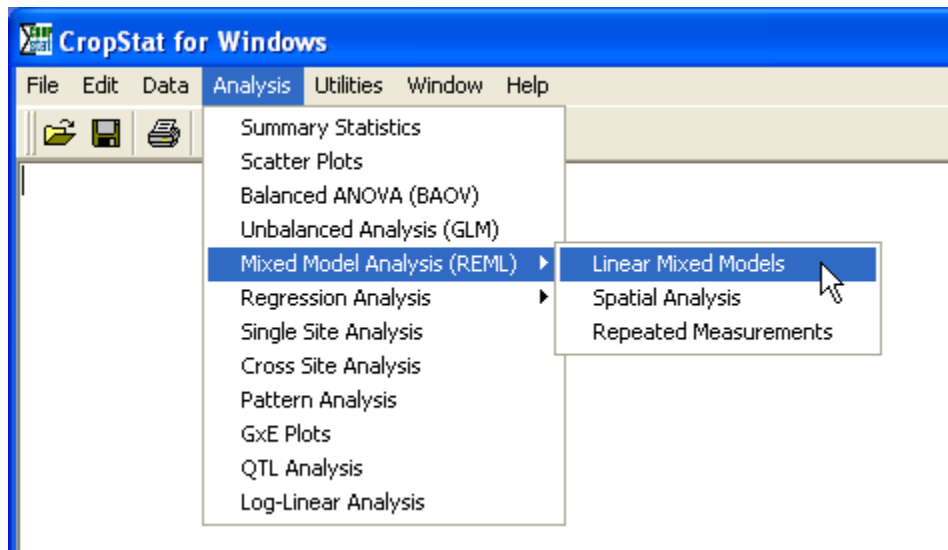 CropStat for Windows
File Edit Data Analysis Utilities Window Help
Summary Statistics
Scatter Plots
Balanced ANOVA (BAOV)
Unbalanced Analysis (GLM)
Mixed Model Analysis (REML)
Linear Mixed Models
Spatial Analysis
Repeated Measurements
Regression Analysis
Single Site Analysis
Cross Site Analysis
Pattern Analysis
GxE Plots
QTL Analysis
Log-Linear Analysis